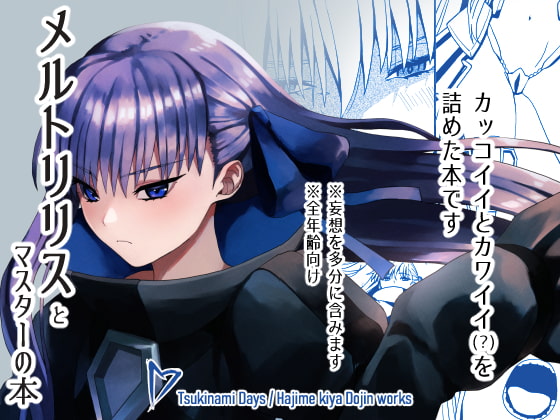 カッコイイとカワイイ(?)を
詰めた本です
※妄想を多分に含みます
※全年齢向け
メルトリリスと
マスターの本
Tsukinami Days / Hajime kiya Dojin works